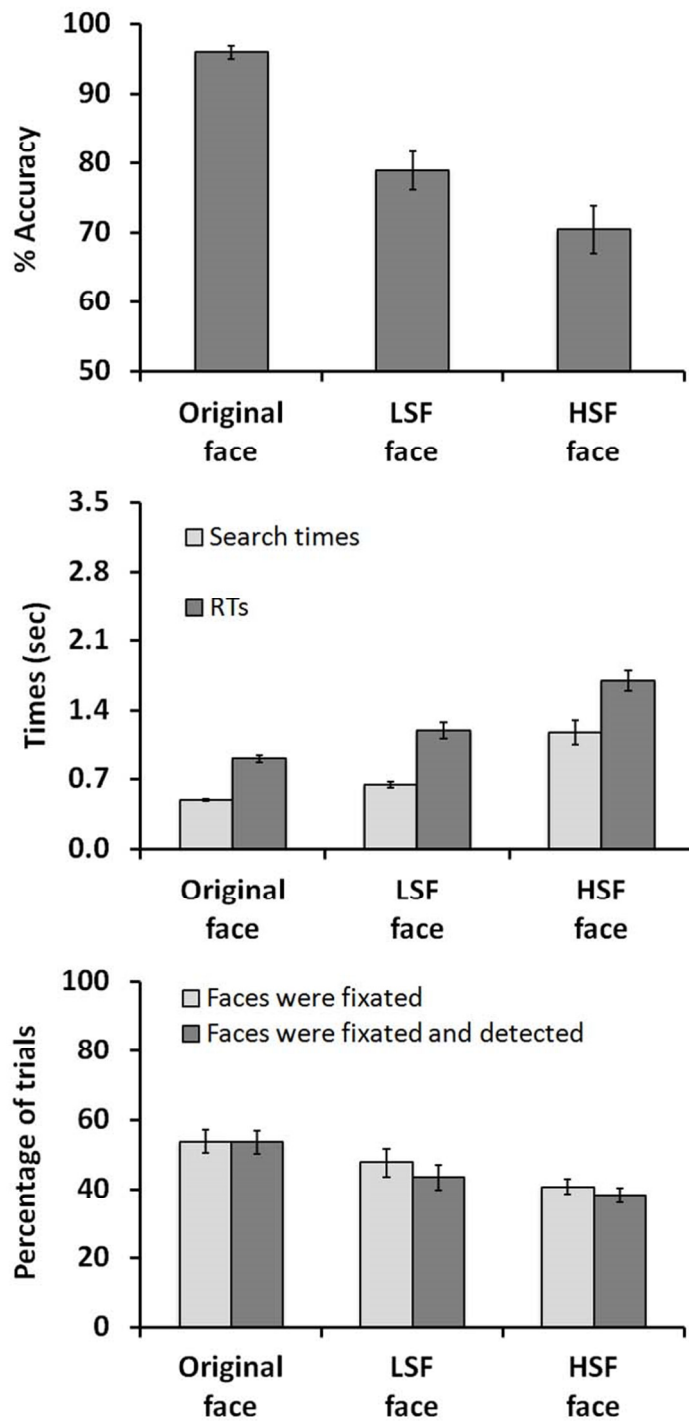 100
90
80
70
60
50
% Accuracy
Original face
LSF face
HSF face
3.5
2.8
2.1
1.4
0.7
0.0
Times (sec)
Search times
RTs
Original face
LSF face
HSF face
100
80
60
40
20
0
Percentage of trials
Faces were fixated
Faces were fixated and detected
Original face
LSF face
HSF face